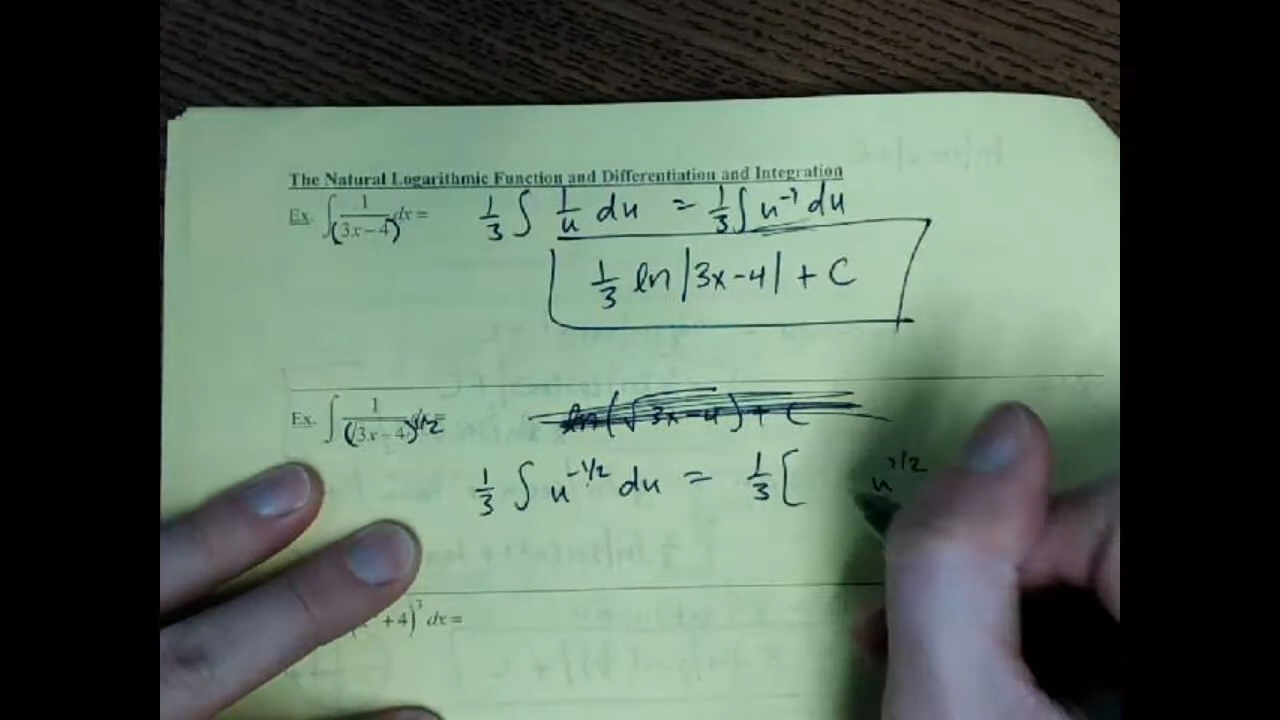 The Natural Logarithmic Function and Differentiation and Integration
Ex. ∫ 1/(3x-4) dx = 1/3 ∫ 1/u du = 1/3 ∫ u⁻¹ du
1/3 ln|3x-4| + C
ln(√3x-4) + C
Ex. ∫ 1/(√3x-4)^1/2 dx =
1/3 ∫ u^-1/2 du = 1/3 [ u^1/2
+4)³ dx =